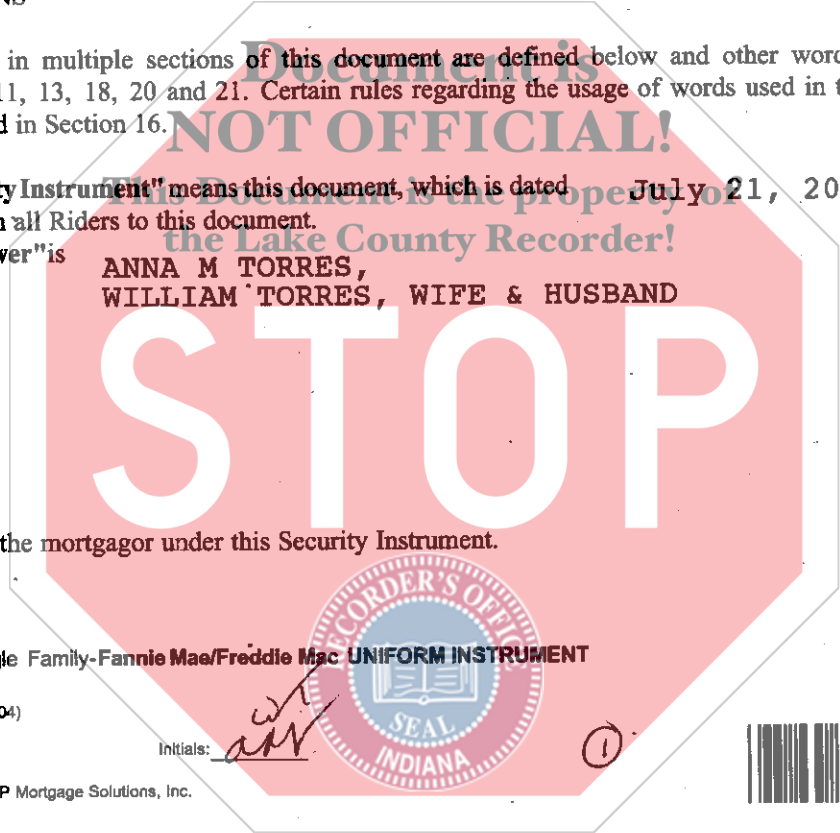 in multiple sections of this document are defined below and other
Document is
11, 13, 18, 20 and 21. Certain rules regarding the usage of words used in
in Section 16.
NOT OFFICIAL!
Instrument" means this document, which is dated July 21, 20
This Document is the property of
all Riders to this document.
the Lake County Recorder!
is ANNA M TORRES,
WILLIAM TORRES, WIFE & HUSBAND
STOP
the mortgagor under this Security Instrument.
RECORDER'S OFFICE
SEAL
INDIANA
Family-Fannie Mae/Freddie Mac UNIFORM INSTRUMENT
04)
WT
Initials: AMT
1
P Mortgage Solutions, Inc.